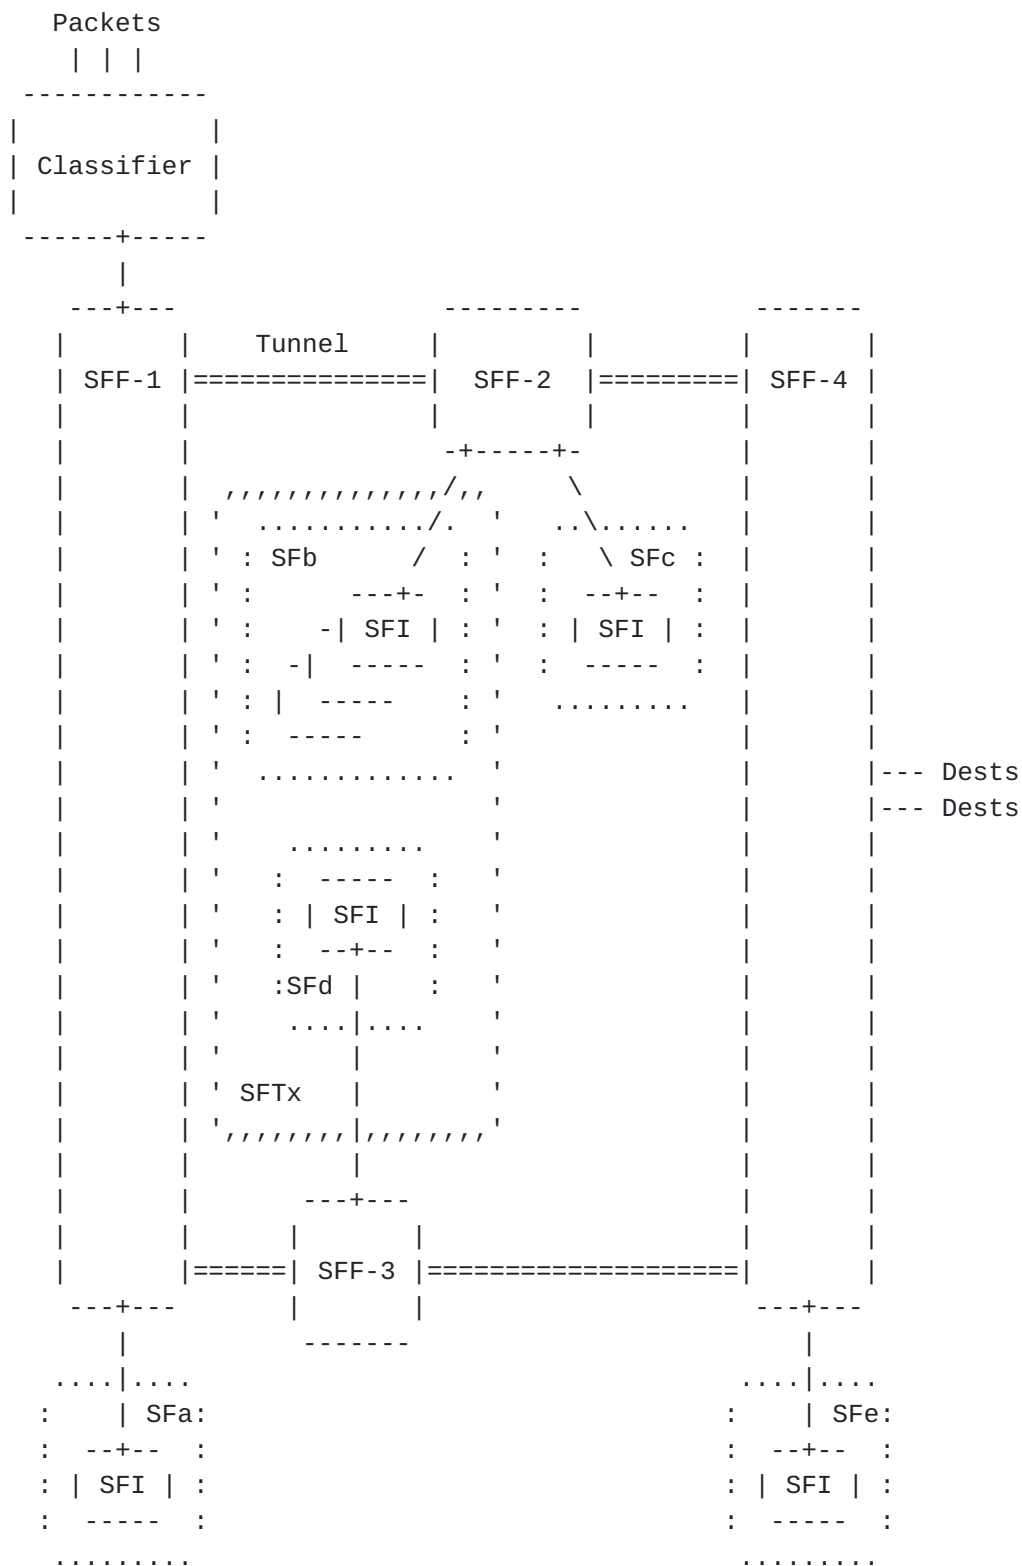 Packets
Classifier
Tunnel
SFF-1 SFF-2 SFF-4
SFb SFc
SFI SFI
--- Dests
--- Dests
SFI
SFd
SFTx
SFF-3
SFa SFe
SFI SFI